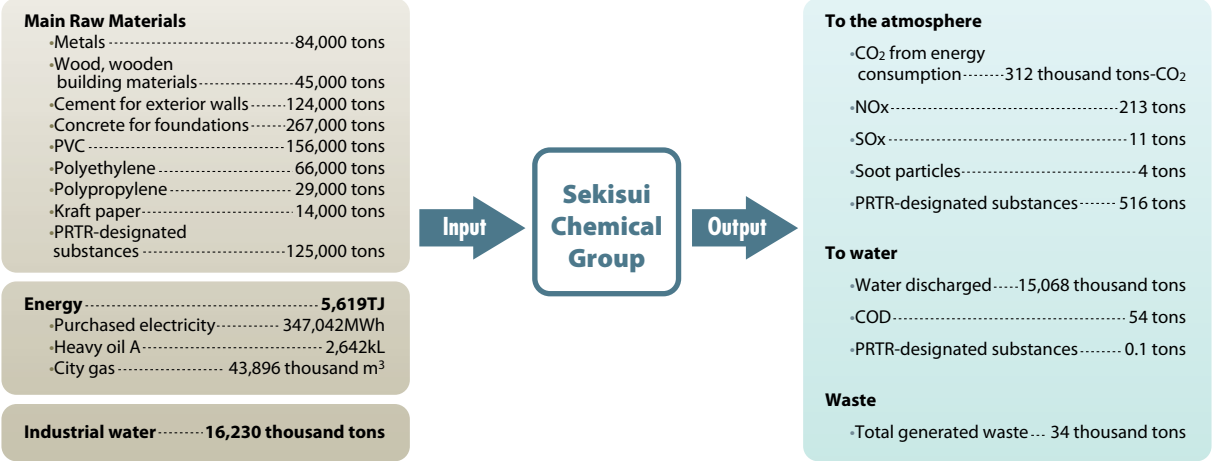 Main Raw Materials
•Metals 84,000 tons
•Wood, wooden
building materials 45,000 tons
•Cement for exterior walls 124,000 tons
•Concrete for foundations 267,000 tons
•PVC 156,000 tons
•Polyethylene 66,000 tons
•Polypropylene 29,000 tons
•Kraft paper 14,000 tons
•PRTR-designated
substances 125,000 tons
Energy 5,619TJ
•Purchased electricity 347,042MWh
•Heavy oil A 2,642kL
•City gas 43,896 thousand m³
Industrial water 16,230 thousand tons
Input
Sekisui
Chemical
Group
Output
To the atmosphere
•CO₂ from energy
consumption 312 thousand tons-CO₂
•NOx 213 tons
•SOx 11 tons
•Soot particles 4 tons
•PRTR-designated substances 516 tons
To water
•Water discharged 15,068 thousand tons
•COD 54 tons
•PRTR-designated substances 0.1 tons
Waste
•Total generated waste 34 thousand tons